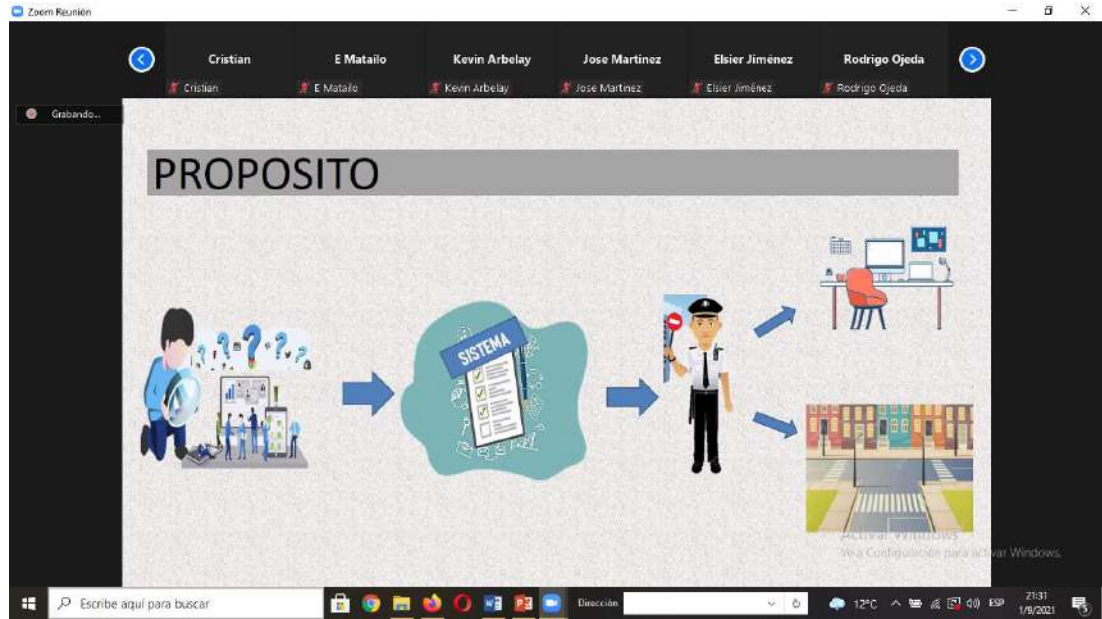 Zoom Reunión
Cristian
E Matailo
Kevin Arbelay
Jose Martinez
Elsier Jiménez
Rodrigo Ojeda
Cristian
E Matailo
Kevin Arbelay
Jose Martinez
Elsier Jiménez
Rodrigo Ojeda
Grabando...
PROPOSITO
SISTEMA
Activar Windows
Ve a Configuración para activar Windows.
Escribe aquí para buscar
Dirección
12°C
ESP
21:31
1/9/2021